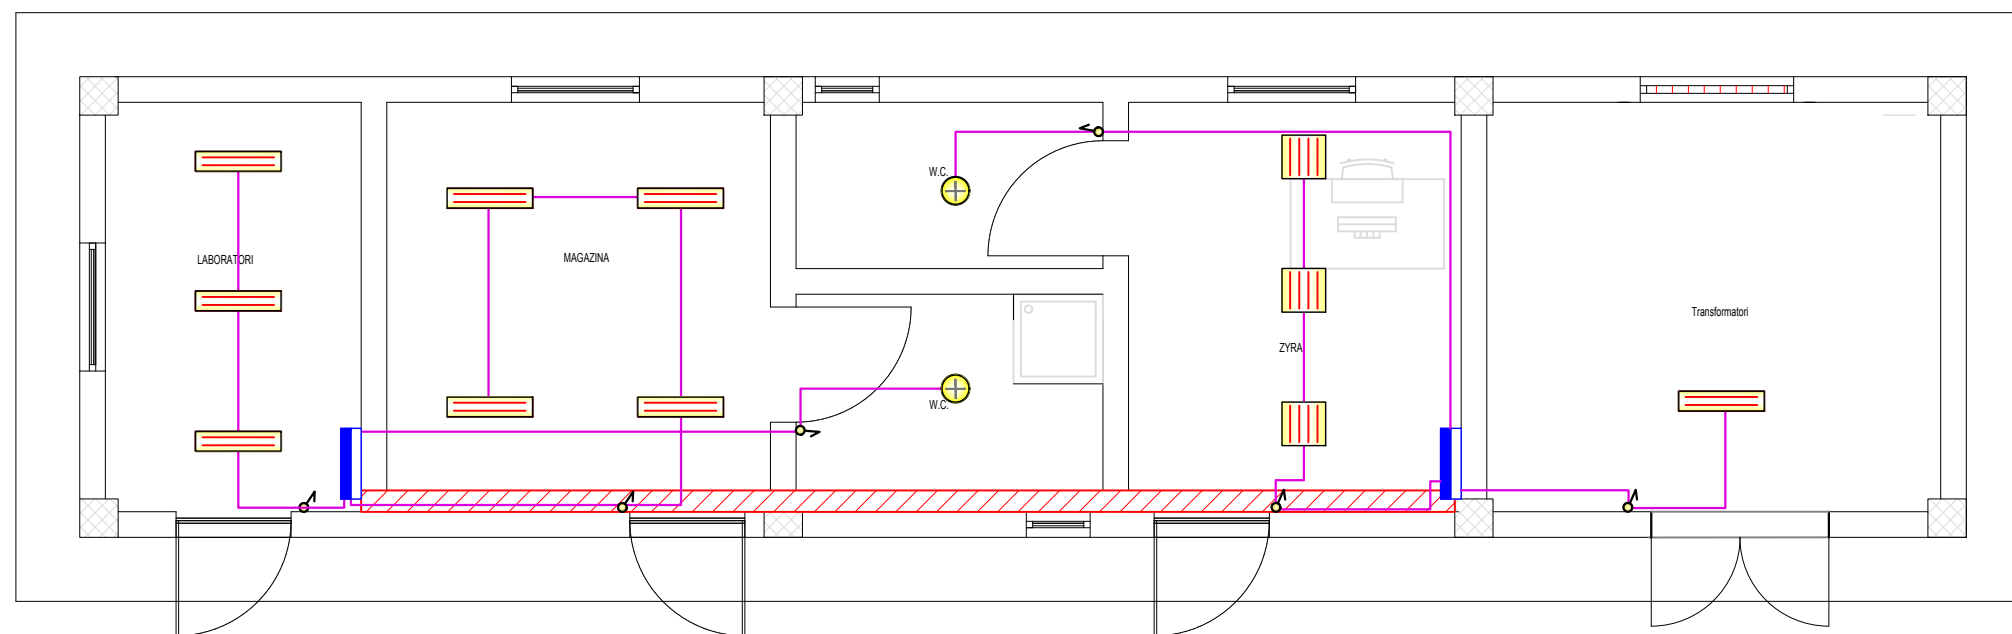 W.C.
LABORATORI
MAGAZINA
Transformatori
ZYRA
W.C.